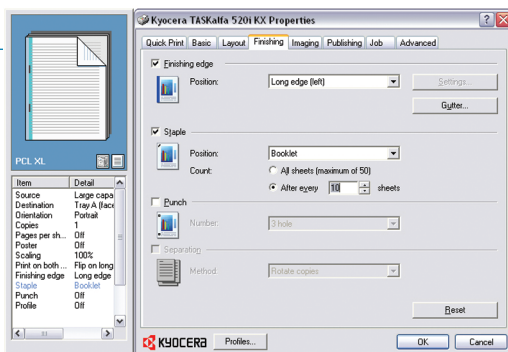 Kyocera TASKalfa 520i KX Properties
Quick Print Basic Layout Finishing Imaging Publishing Job Advanced
Finishing edge
Position: Long edge (left) Settings...
Gutter...
Staple
Position: Booklet
Count: All sheets (maximum of 50)
After every 10 sheets
Punch
Number: 3 hole
Separation
Method: Rotate copies
Reset
KYOCERA Profiles... OK Cancel
PCL XL
Item Detail
Source Large capa
Destination Tray A (face
Orientation Portrait
Copies 1
Pages per sh... Off
Poster Off
Scaling 100%
Print on both ... Flip on long
Finishing edge Long edge
Staple Booklet
Punch Off
Profile Off